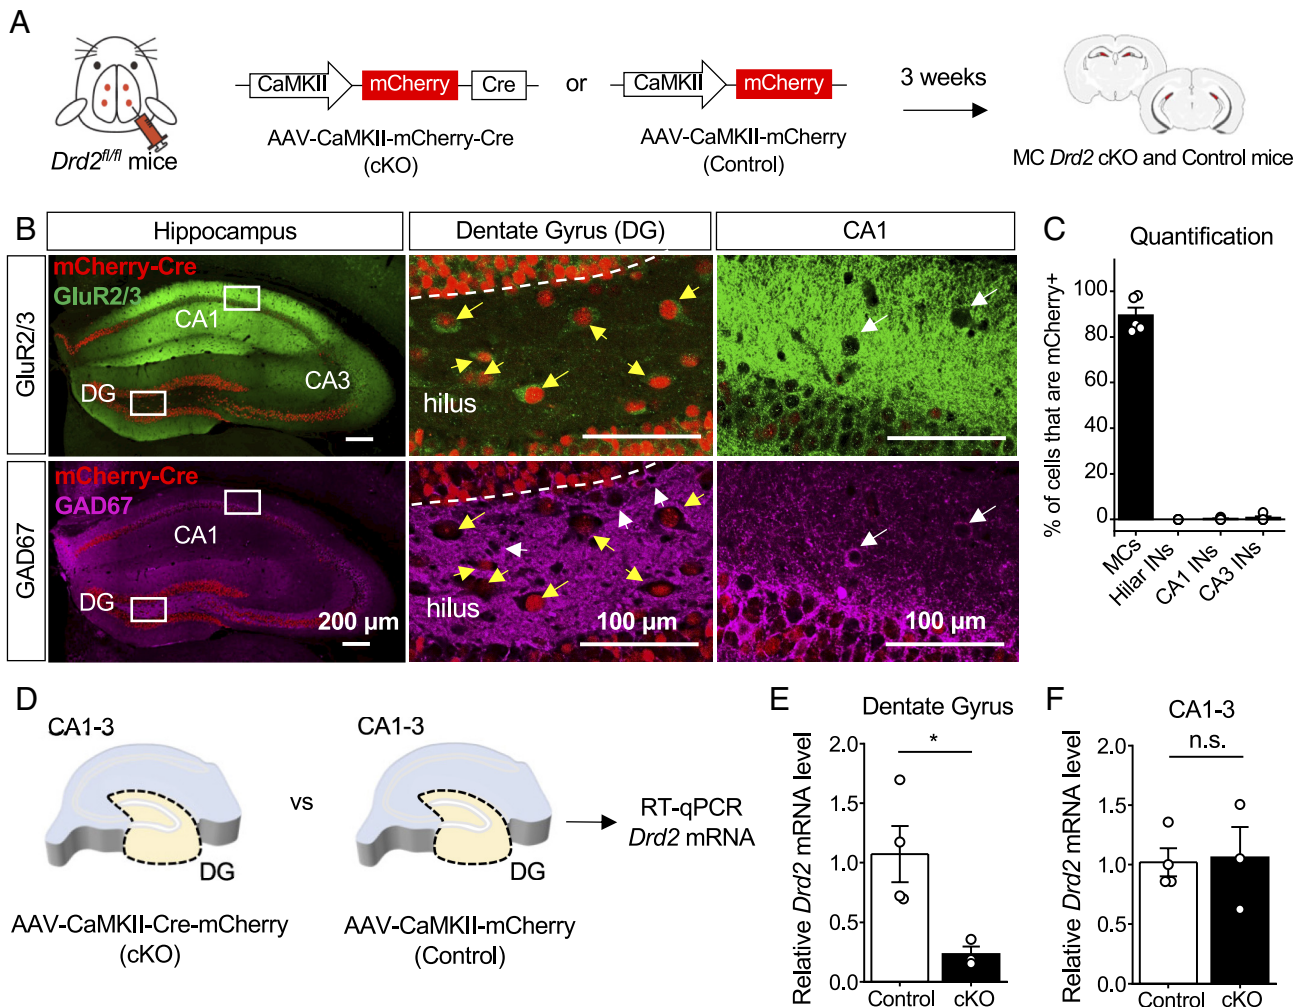 A
CaMKII
mCherry
Cre
or
CaMKII
mCherry
3 weeks
Drd2fl/fl mice
AAV-CaMKII-mCherry-Cre
(cKO)
AAV-CaMKII-mCherry
(Control)
MC Drd2 cKO and Control mice
B
Hippocampus
Dentate Gyrus (DG)
CA1
GluR2/3
mCherry-Cre
GluR2/3
CA1
CA3
DG
hilus
GAD67
mCherry-Cre
GAD67
CA1
DG
200 µm
hilus
100 µm
100 µm
C
Quantification
% of cells that are mCherry+
100
80
60
40
20
0
MCs
Hilar INs
CA1 INs
CA3 INs
D
CA1-3
DG
AAV-CaMKII-Cre-mCherry
(cKO)
vs
CA1-3
DG
AAV-CaMKII-mCherry
(Control)
RT-qPCR
Drd2 mRNA
E
Dentate Gyrus
*
Relative Drd2 mRNA level
2.0
1.5
1.0
0.5
0.0
Control
cKO
F
CA1-3
n.s.
Relative Drd2 mRNA level
2.0
1.5
1.0
0.5
0.0
Control
cKO